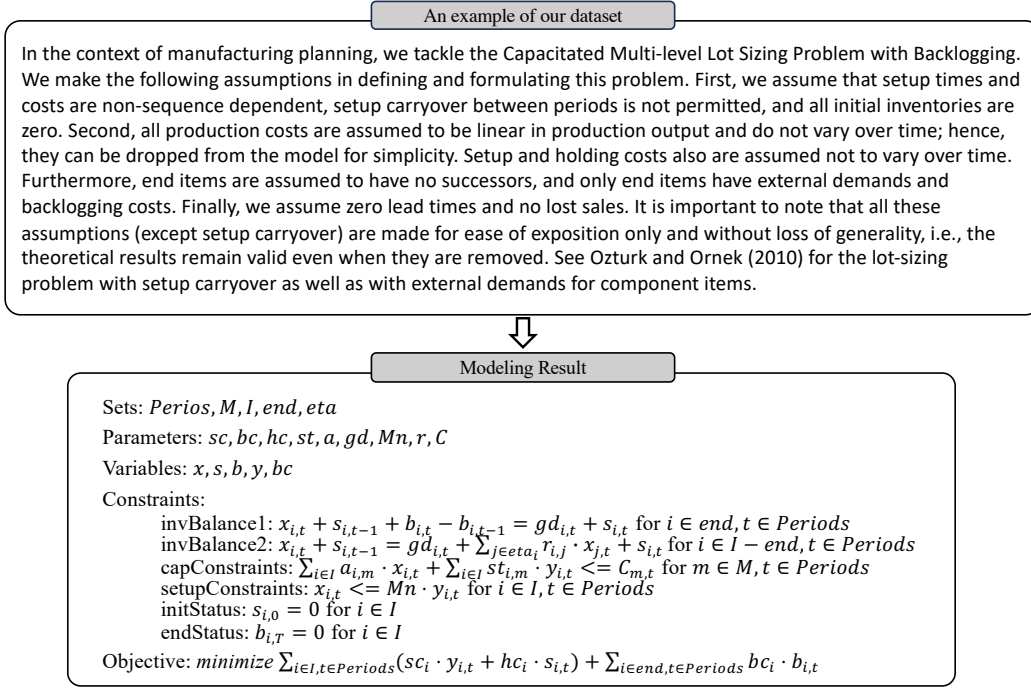 An example of our dataset
In the context of manufacturing planning, we tackle the Capacitated Multi-level Lot Sizing Problem with Backlogging.
We make the following assumptions in defining and formulating this problem. First, we assume that setup times and
costs are non-sequence dependent, setup carryover between periods is not permitted, and all initial inventories are
zero. Second, all production costs are assumed to be linear in production output and do not vary over time; hence,
they can be dropped from the model for simplicity. Setup and holding costs also are assumed not to vary over time.
Furthermore, end items are assumed to have no successors, and only end items have external demands and
backlogging costs. Finally, we assume zero lead times and no lost sales. It is important to note that all these
assumptions (except setup carryover) are made for ease of exposition only and without loss of generality, i.e., the
theoretical results remain valid even when they are removed. See Ozturk and Ornek (2010) for the lot-sizing
problem with setup carryover as well as with external demands for component items.
Modeling Result
Sets: Perios, M, I, end, eta
Parameters: sc, bc, hc, st, a, gd, Mn, r, C
Variables: x, s, b, y, bc
Constraints:
invBalance1: x_{i,t} + s_{i,t−1} + b_{i,t} − b_{i,t−1} = gd_{i,t} + s_{i,t} for i ∈ end, t ∈ Periods
invBalance2: x_{i,t} + s_{i,t−1} = gd_{i,t} + ∑_{j∈eta_i} r_{i,j} · x_{j,t} + s_{i,t} for i ∈ I − end, t ∈ Periods
capConstraints: ∑_{i∈I} a_{i,m} · x_{i,t} + ∑_{i∈I} st_{i,m} · y_{i,t} <= C_{m,t} for m ∈ M, t ∈ Periods
setupConstraints: x_{i,t} <= Mn · y_{i,t} for i ∈ I, t ∈ Periods
initStatus: s_{i,0} = 0 for i ∈ I
endStatus: b_{i,T} = 0 for i ∈ I
Objective: minimize ∑_{i∈I,t∈Periods}(sc_i · y_{i,t} + hc_i · s_{i,t}) + ∑_{i∈end,t∈Periods} bc_i · b_{i,t}